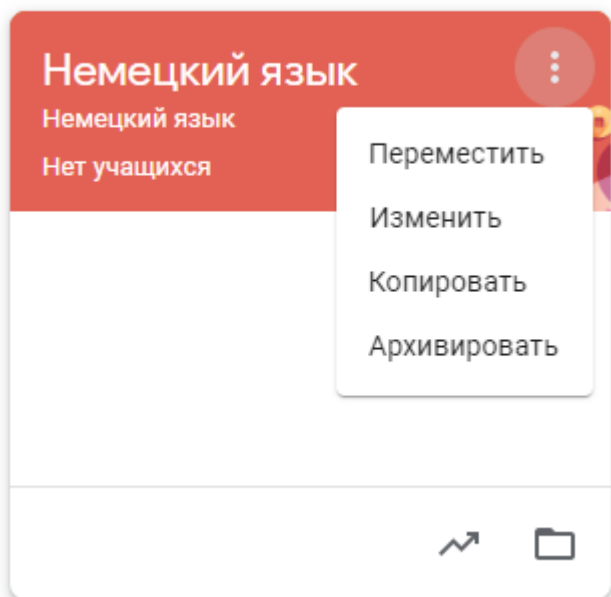 Немецкий язык
Немецкий язык
Нет учащихся
Переместить
Изменить
Копировать
Архивировать